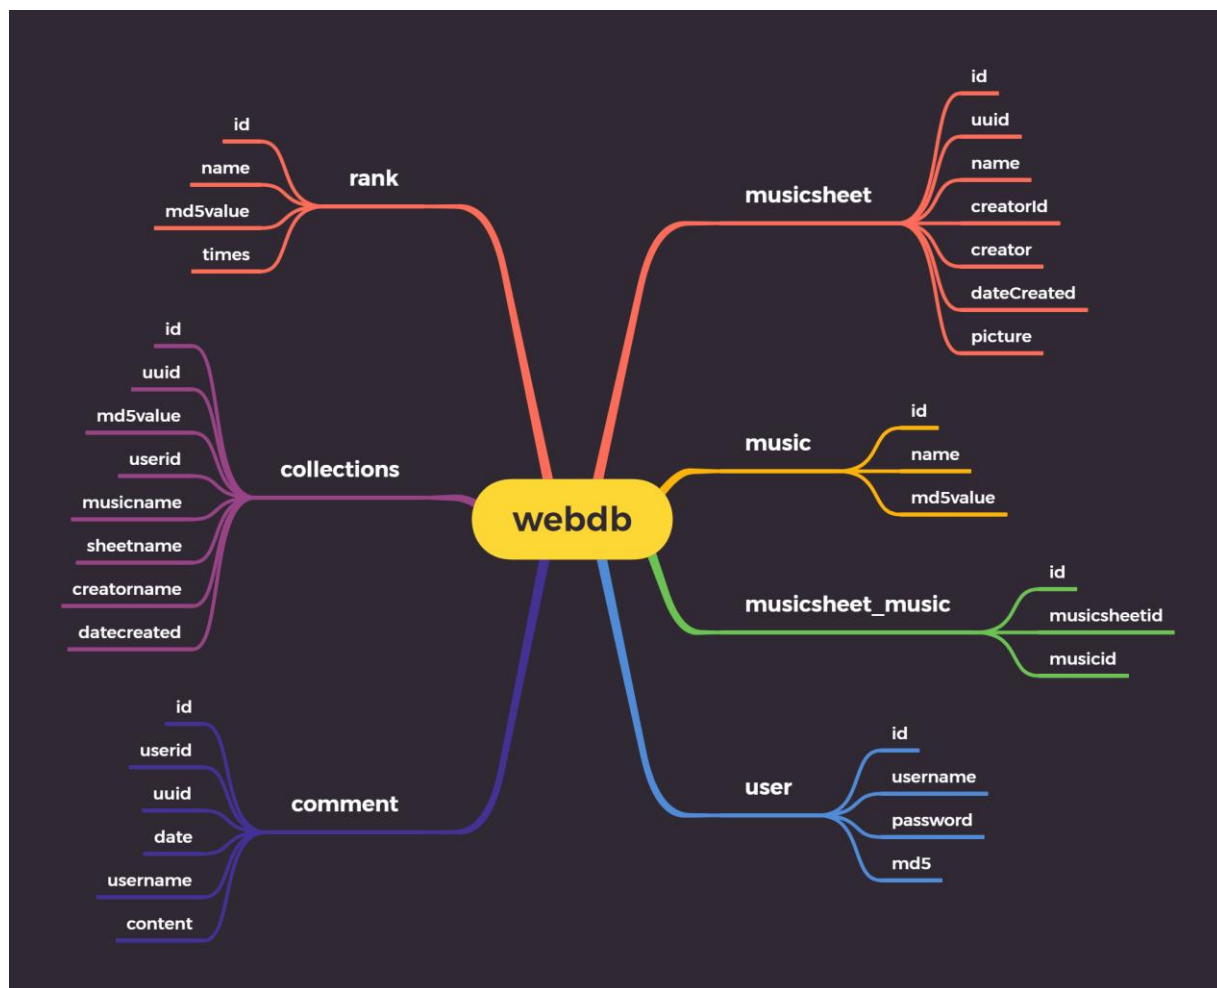 webdb
rank
id
name
md5value
times
collections
id
uuid
md5value
userid
musicname
sheetname
creatorname
datecreated
comment
id
userid
uuid
date
username
content
musicsheet
id
uuid
name
creatorId
creator
dateCreated
picture
music
id
name
md5value
musicsheet_music
id
musicsheetid
musicid
user
id
username
password
md5